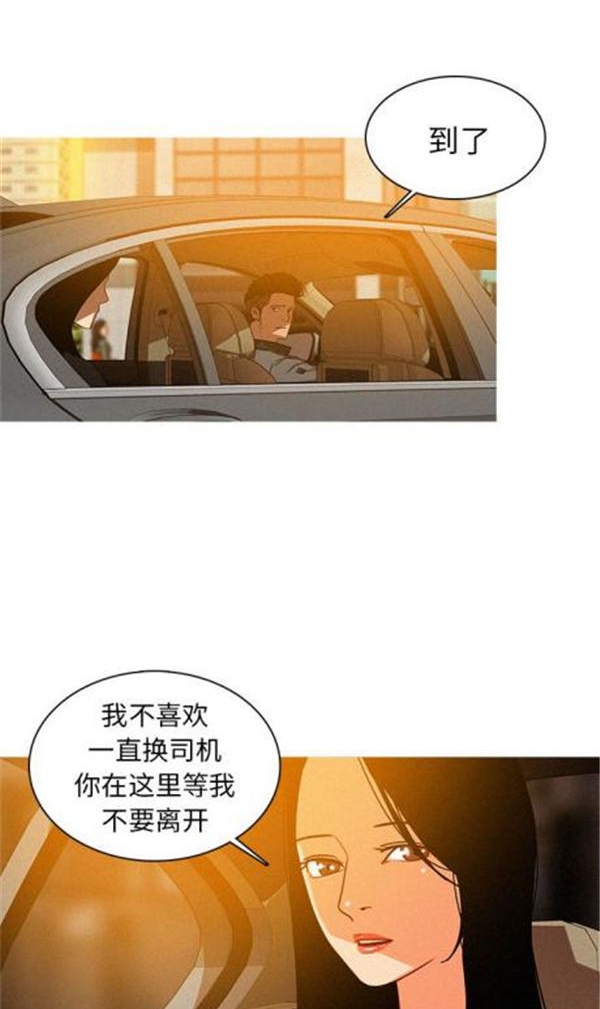 到了
我不喜欢
一直换司机
你在这里等我
不要离开